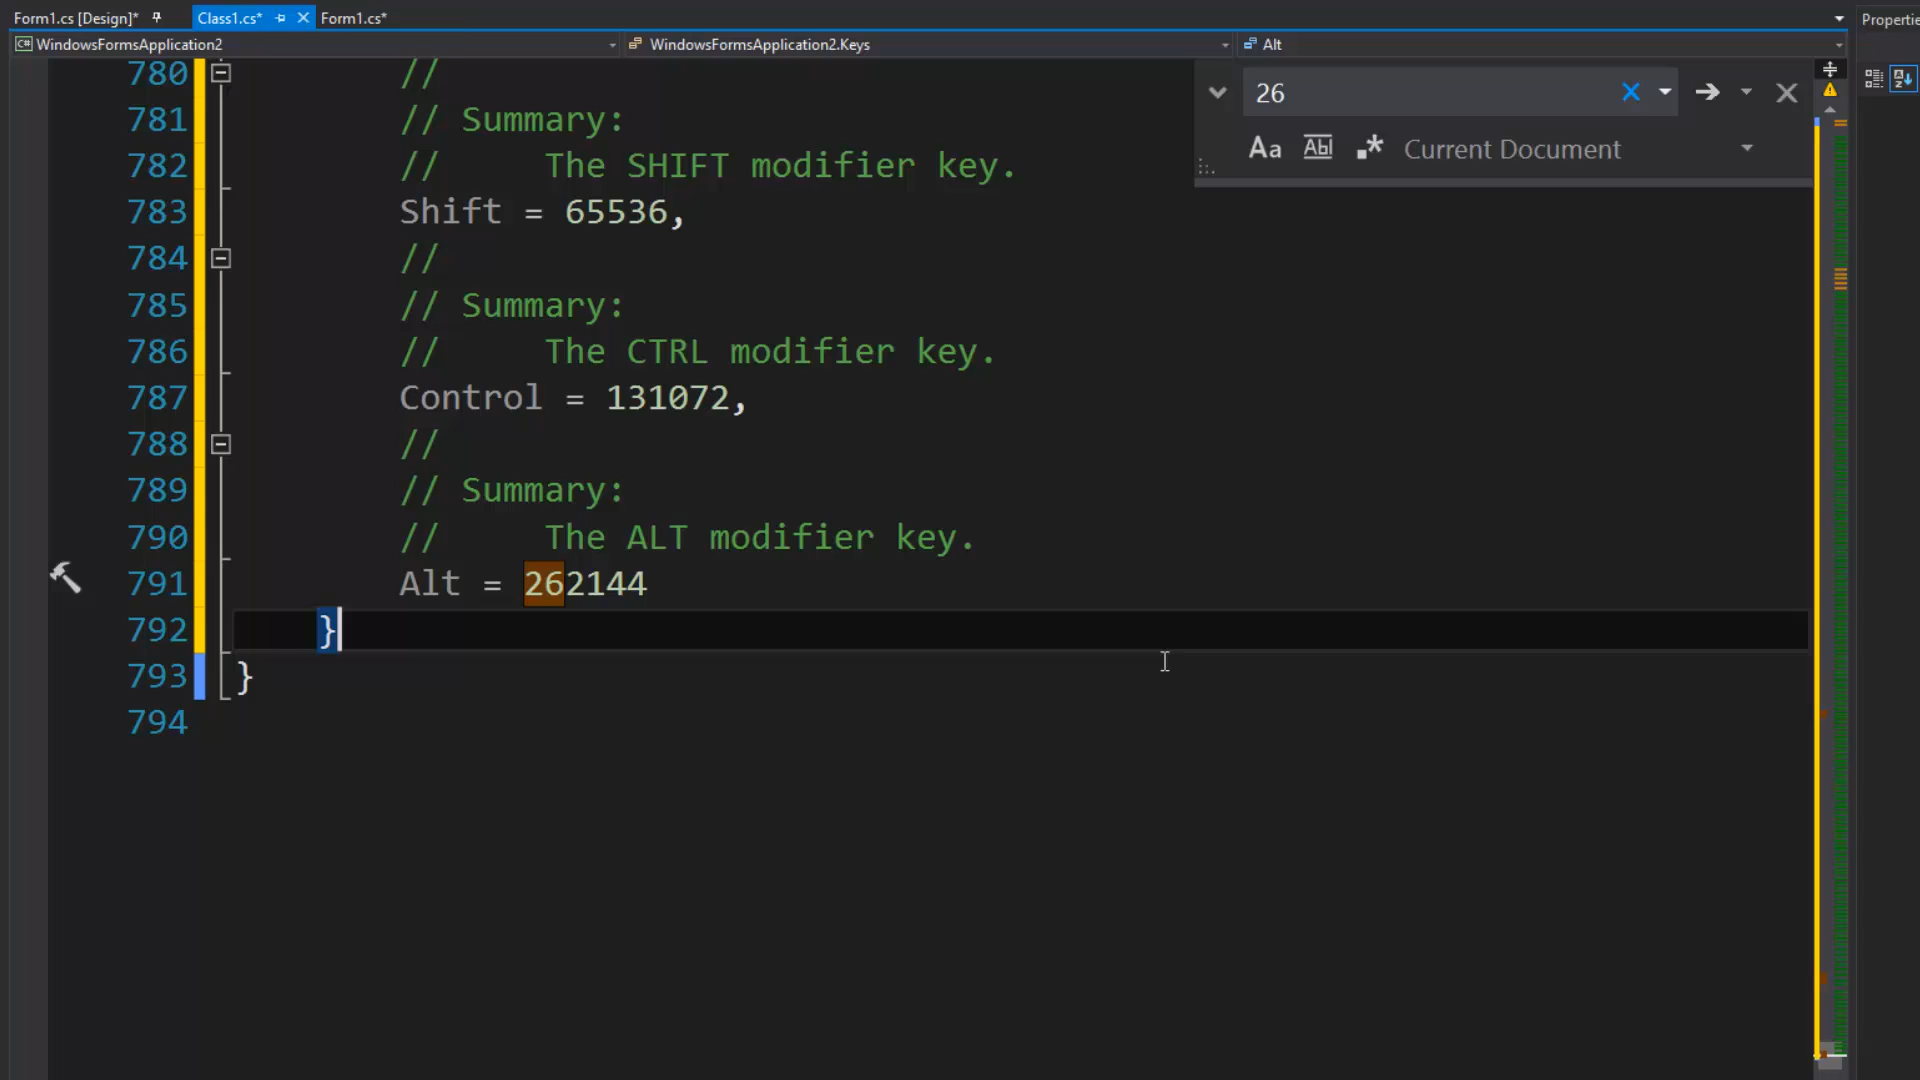 Form1.cs [Design]* Class1.cs* Form1.cs* Propertie
C# WindowsFormsApplication2 WindowsFormsApplication2.Keys Alt
26
Aa Abl .* Current Document
780 //
781 // Summary:
782 // The SHIFT modifier key.
783 Shift = 65536,
784 //
785 // Summary:
786 // The CTRL modifier key.
787 Control = 131072,
788 //
789 // Summary:
790 // The ALT modifier key.
791 Alt = 262144
792 }
793 }
794